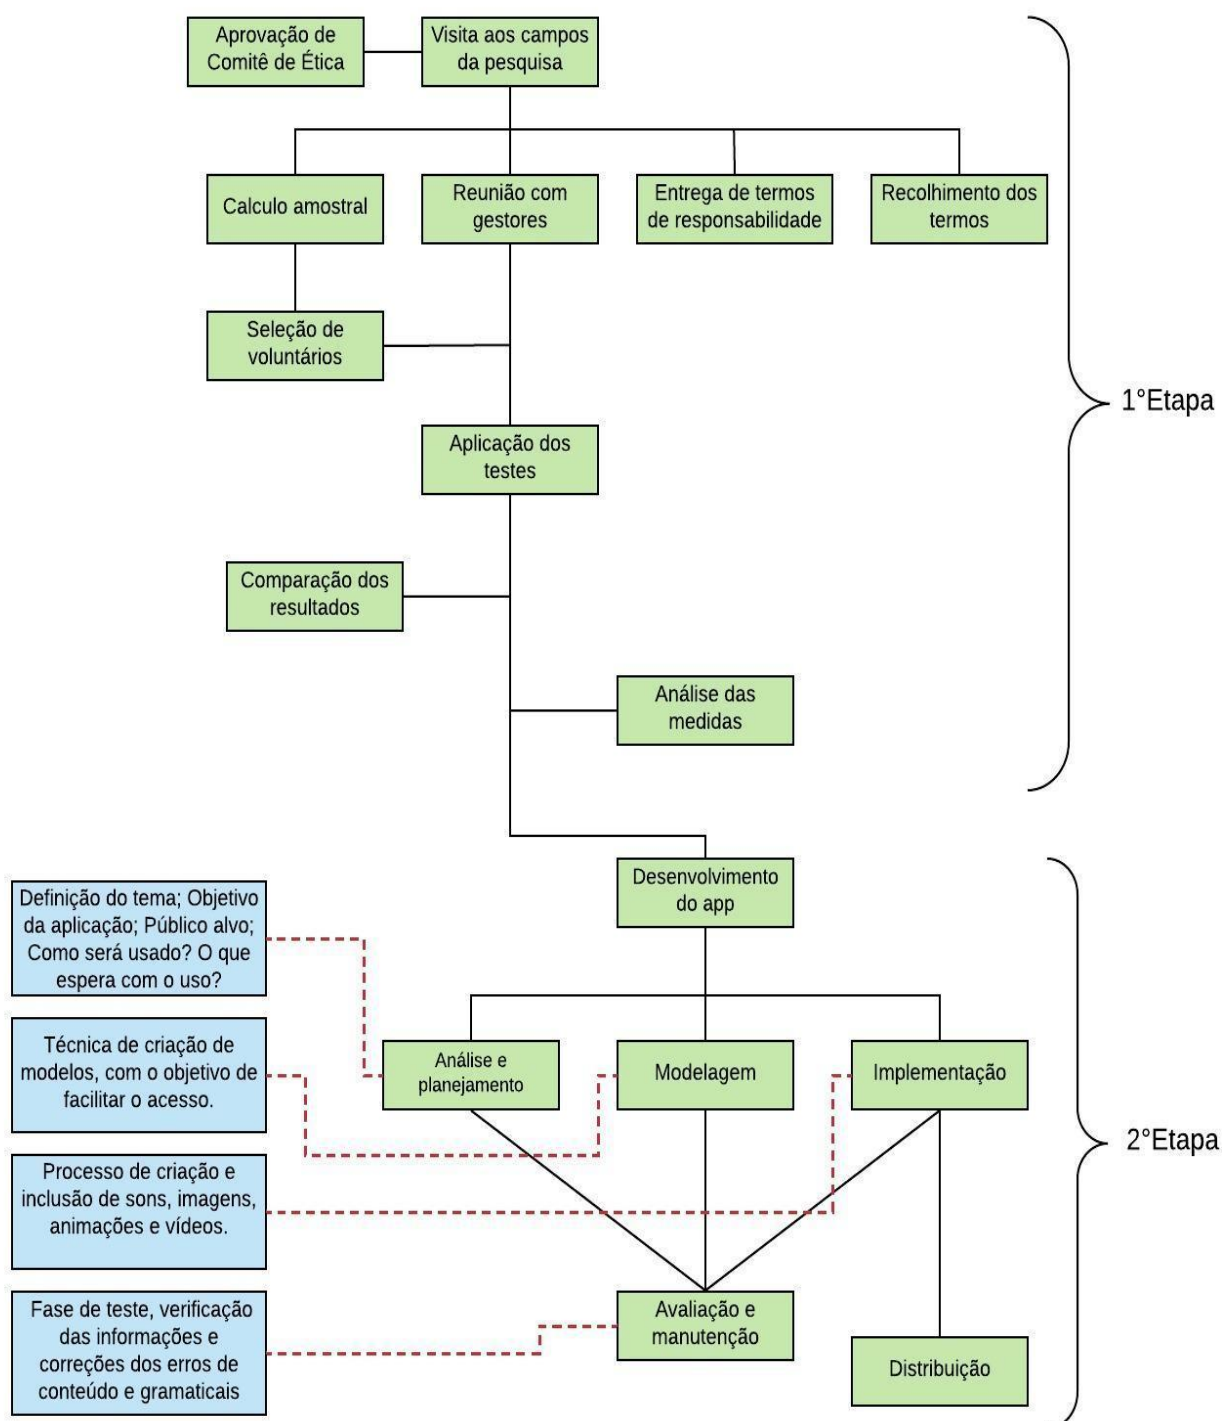 Aprovação de
Comitê de Ética
Visita aos campos
da pesquisa
Calculo amostral
Reunião com
gestores
Entrega de termos
de responsabilidade
Recolhimento dos
termos
Seleção de
voluntários
1°Etapa
Aplicação dos
testes
Comparação dos
resultados
Análise das
medidas
Desenvolvimento
do app
Definição do tema; Objetivo
da aplicação; Público alvo;
Como será usado? O que
espera com o uso?
Técnica de criação de
modelos, com o objetivo de
facilitar o acesso.
Análise e
planejamento
Modelagem
Implementação
2°Etapa
Processo de criação e
inclusão de sons, imagens,
animações e vídeos.
Fase de teste, verificação
das informações e
correções dos erros de
conteúdo e gramaticais
Avaliação e
manutenção
Distribuição